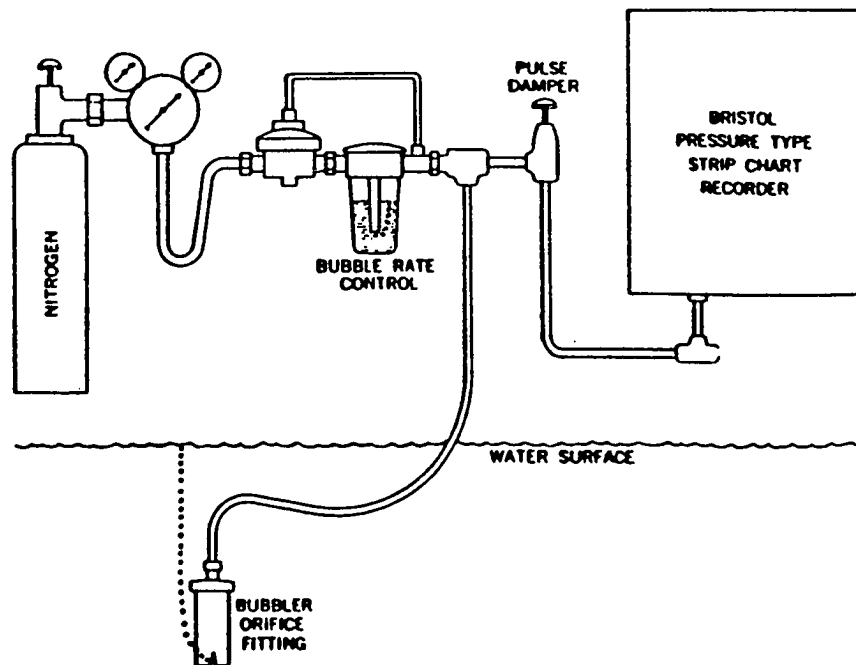 PULSE
DAMPER
BRISTOL
PRESSURE TYPE
STRIP CHART
RECORDER
NITROGEN
BUBBLE RATE
CONTROL
WATER SURFACE
BUBBLER
ORIFICE
FITTING